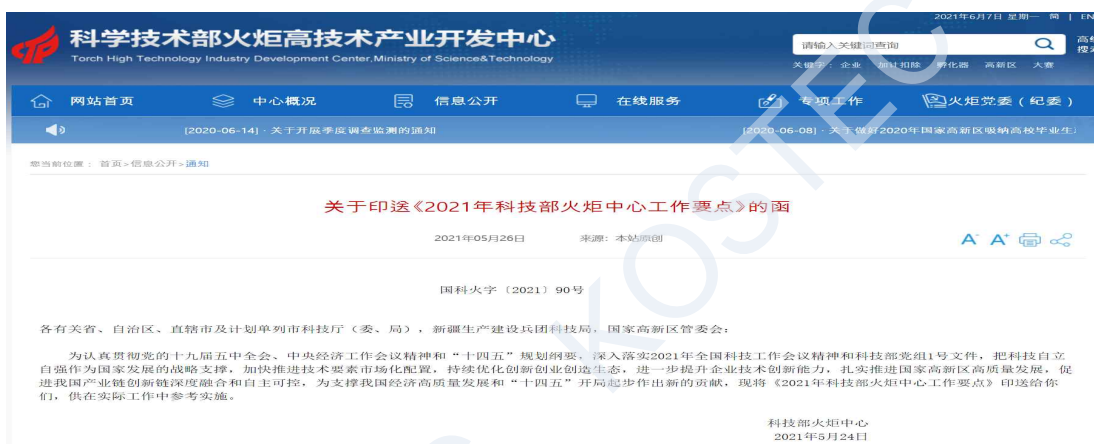 2021年6月7日 星期一 简 | EN
科学技术部火炬高技术产业开发中心
Torch High Technology Industry Development Center,Ministry of Science&Technology
请输入关键词查询
高级
搜索
关键字： 企业 加计扣除 孵化器 高新区 大赛
网站首页 中心概况 信息公开 在线服务 专项工作 火炬党委（纪委）
[2020-06-14]·关于开展季度调查监测的通知 [2020-06-08]·关于做好2020年国家高新区吸纳高校毕业生
您当前位置： 首页>信息公开>通知
关于印送《2021年科技部火炬中心工作要点》的函
2021年05月26日 来源：本站原创
A- A+
国科火字〔2021〕90号
各有关省、自治区、直辖市及计划单列市科技厅（委、局），新疆生产建设兵团科技局，国家高新区管委会：
为认真贯彻党的十九届五中全会、中央经济工作会议精神和“十四五”规划纲要，深入落实2021年全国科技工作会议精神和科技部党组1号文件，把科技自立
自强作为国家发展的战略支撑，加快推进技术要素市场化配置，持续优化创新创业创造生态，进一步提升企业技术创新能力，扎实推进国家高新区高质量发展，促
进我国产业链创新链深度融合和自主可控，为支撑我国经济高质量发展和“十四五”开局起步作出新的贡献，现将《2021年科技部火炬中心工作要点》印送给你
们，供在实际工作中参考实施。
科技部火炬中心
2021年5月24日
KOSTEC